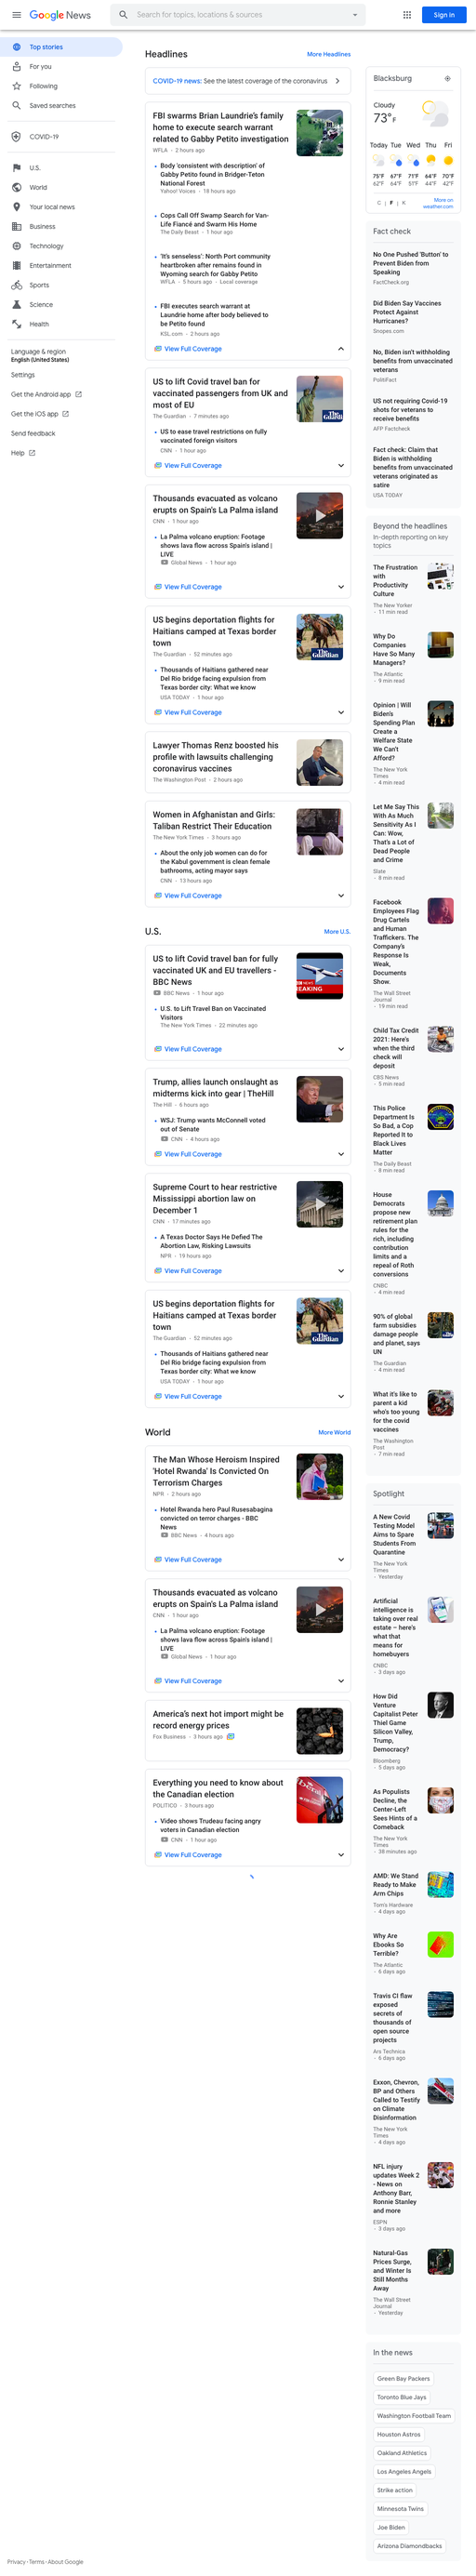 Google News
Search for topics, locations & sources
Sign in
Top stories
For you
Following
Saved searches
COVID-19
U.S.
World
Your local news
Business
Technology
Entertainment
Sports
Science
Health
Language & region
English (United States)
Settings
Get the Android app
Get the iOS app
Send feedback
Help
Headlines
More Headlines
COVID-19 news: See the latest coverage of the coronavirus
FBI swarms Brian Laundrie's family
home to execute search warrant
related to Gabby Petito investigation
WFLA · 2 hours ago
Body 'consistent with description' of
Gabby Petito found in Bridger-Teton
National Forest
Yahoo! Voices · 18 hours ago
Cops Call Off Swamp Search for Van-
Life Fiancé and Swarm His Home
The Daily Beast · 1 hour ago
'It's senseless': North Port community
heartbroken after remains found in
Wyoming search for Gabby Petito
WFLA · 5 hours ago · Local coverage
FBI executes search warrant at
Laundrie home after body believed to
be Petito found
KSL.com · 2 hours ago
View Full Coverage
US to lift Covid travel ban for
vaccinated passengers from UK and
most of EU
The Guardian · 7 minutes ago
US to ease travel restrictions on fully
vaccinated foreign visitors
CNN · 1 hour ago
View Full Coverage
Thousands evacuated as volcano
erupts on Spain's La Palma island
CNN · 1 hour ago
La Palma volcano eruption: Footage
shows lava flow across Spain's island |
LIVE
Global News · 1 hour ago
View Full Coverage
US begins deportation flights for
Haitians camped at Texas border
town
The Guardian · 52 minutes ago
Thousands of Haitians gathered near
Del Rio bridge facing expulsion from
Texas border city: What we know
USA TODAY · 1 hour ago
View Full Coverage
The Guardian
Lawyer Thomas Renz boosted his
profile with lawsuits challenging
coronavirus vaccines
The Washington Post · 2 hours ago
Women in Afghanistan and Girls:
Taliban Restrict Their Education
The New York Times · 3 hours ago
About the only job women can do for
the Kabul government is clean female
bathrooms, acting mayor says
CNN · 13 hours ago
View Full Coverage
U.S.
More U.S.
US to lift Covid travel ban for fully
vaccinated UK and EU travellers -
BBC News
BBC News · 1 hour ago
U.S. to Lift Travel Ban on Vaccinated
Visitors
The New York Times · 22 minutes ago
View Full Coverage
Trump, allies launch onslaught as
midterms kick into gear | TheHill
The Hill · 6 hours ago
WSJ: Trump wants McConnell voted
out of Senate
CNN · 4 hours ago
View Full Coverage
Supreme Court to hear restrictive
Mississippi abortion law on
December 1
CNN · 17 minutes ago
A Texas Doctor Says He Defied The
Abortion Law, Risking Lawsuits
NPR · 19 hours ago
View Full Coverage
US begins deportation flights for
Haitians camped at Texas border
town
The Guardian · 52 minutes ago
Thousands of Haitians gathered near
Del Rio bridge facing expulsion from
Texas border city: What we know
USA TODAY · 1 hour ago
View Full Coverage
The Guardian
World
More World
The Man Whose Heroism Inspired
'Hotel Rwanda' Is Convicted On
Terrorism Charges
NPR · 2 hours ago
Hotel Rwanda hero Paul Rusesabagina
convicted on terror charges - BBC
News
BBC News · 4 hours ago
View Full Coverage
Thousands evacuated as volcano
erupts on Spain's La Palma island
CNN · 1 hour ago
La Palma volcano eruption: Footage
shows lava flow across Spain's island |
LIVE
Global News · 1 hour ago
View Full Coverage
America's next hot import might be
record energy prices
Fox Business · 3 hours ago
Everything you need to know about
the Canadian election
POLITICO · 3 hours ago
Video shows Trudeau facing angry
voters in Canadian election
CNN · 1 hour ago
View Full Coverage
Blacksburg
Cloudy
73° F
Today Tue Wed Thu Fri
75°F 67°F 71°F 64°F 70°F
62°F 64°F 51°F 44°F 42°F
C | F | K
More on
weather.com
Fact check
No One Pushed 'Button' to
Prevent Biden from
Speaking
FactCheck.org
Did Biden Say Vaccines
Protect Against
Hurricanes?
Snopes.com
No, Biden isn't withholding
benefits from unvaccinated
veterans
PolitiFact
US not requiring Covid-19
shots for veterans to
receive benefits
AFP Factcheck
Fact check: Claim that
Biden is withholding
benefits from unvaccinated
veterans originated as
satire
USA TODAY
Beyond the headlines
In-depth reporting on key
topics
The Frustration
with
Productivity
Culture
The New Yorker
· 11 min read
Why Do
Companies
Have So Many
Managers?
The Atlantic
· 9 min read
Opinion | Will
Biden's
Spending Plan
Create a
Welfare State
We Can't
Afford?
The New York
Times
· 4 min read
Let Me Say This
With As Much
Sensitivity As I
Can: Wow,
That's a Lot of
Dead People
and Crime
Slate
· 8 min read
Facebook
Employees Flag
Drug Cartels
and Human
Traffickers. The
Company's
Response Is
Weak,
Documents
Show.
The Wall Street
Journal
· 19 min read
Child Tax Credit
2021: Here's
when the third
check will
deposit
CBS News
· 5 min read
This Police
Department Is
So Bad, a Cop
Reported It to
Black Lives
Matter
The Daily Beast
· 8 min read
House
Democrats
propose new
retirement plan
rules for the
rich, including
contribution
limits and a
repeal of Roth
conversions
CNBC
· 4 min read
90% of global
farm subsidies
damage people
and planet, says
UN
The Guardian
· 4 min read
What it's like to
parent a kid
who's too young
for the covid
vaccines
The Washington
Post
· 7 min read
Spotlight
A New Covid
Testing Model
Aims to Spare
Students From
Quarantine
The New York
Times
· Yesterday
Artificial
intelligence is
taking over real
estate – here's
what that
means for
homebuyers
CNBC
· 3 days ago
How Did
Venture
Capitalist Peter
Thiel Game
Silicon Valley,
Trump,
Democracy?
Bloomberg
· 5 days ago
As Populists
Decline, the
Center-Left
Sees Hints of a
Comeback
The New York
Times
· 38 minutes ago
AMD: We Stand
Ready to Make
Arm Chips
Tom's Hardware
· 4 days ago
Why Are
Ebooks So
Terrible?
The Atlantic
· 6 days ago
Travis CI flaw
exposed
secrets of
thousands of
open source
projects
Ars Technica
· 6 days ago
Exxon, Chevron,
BP and Others
Called to Testify
on Climate
Disinformation
The New York
Times
· 4 days ago
NFL injury
updates Week 2
- News on
Anthony Barr,
Ronnie Stanley
and more
ESPN
· 3 days ago
Natural-Gas
Prices Surge,
and Winter Is
Still Months
Away
The Wall Street
Journal
· Yesterday
In the news
Green Bay Packers
Toronto Blue Jays
Washington Football Team
Houston Astros
Oakland Athletics
Los Angeles Angels
Strike action
Minnesota Twins
Joe Biden
Arizona Diamondbacks
Privacy · Terms · About Google